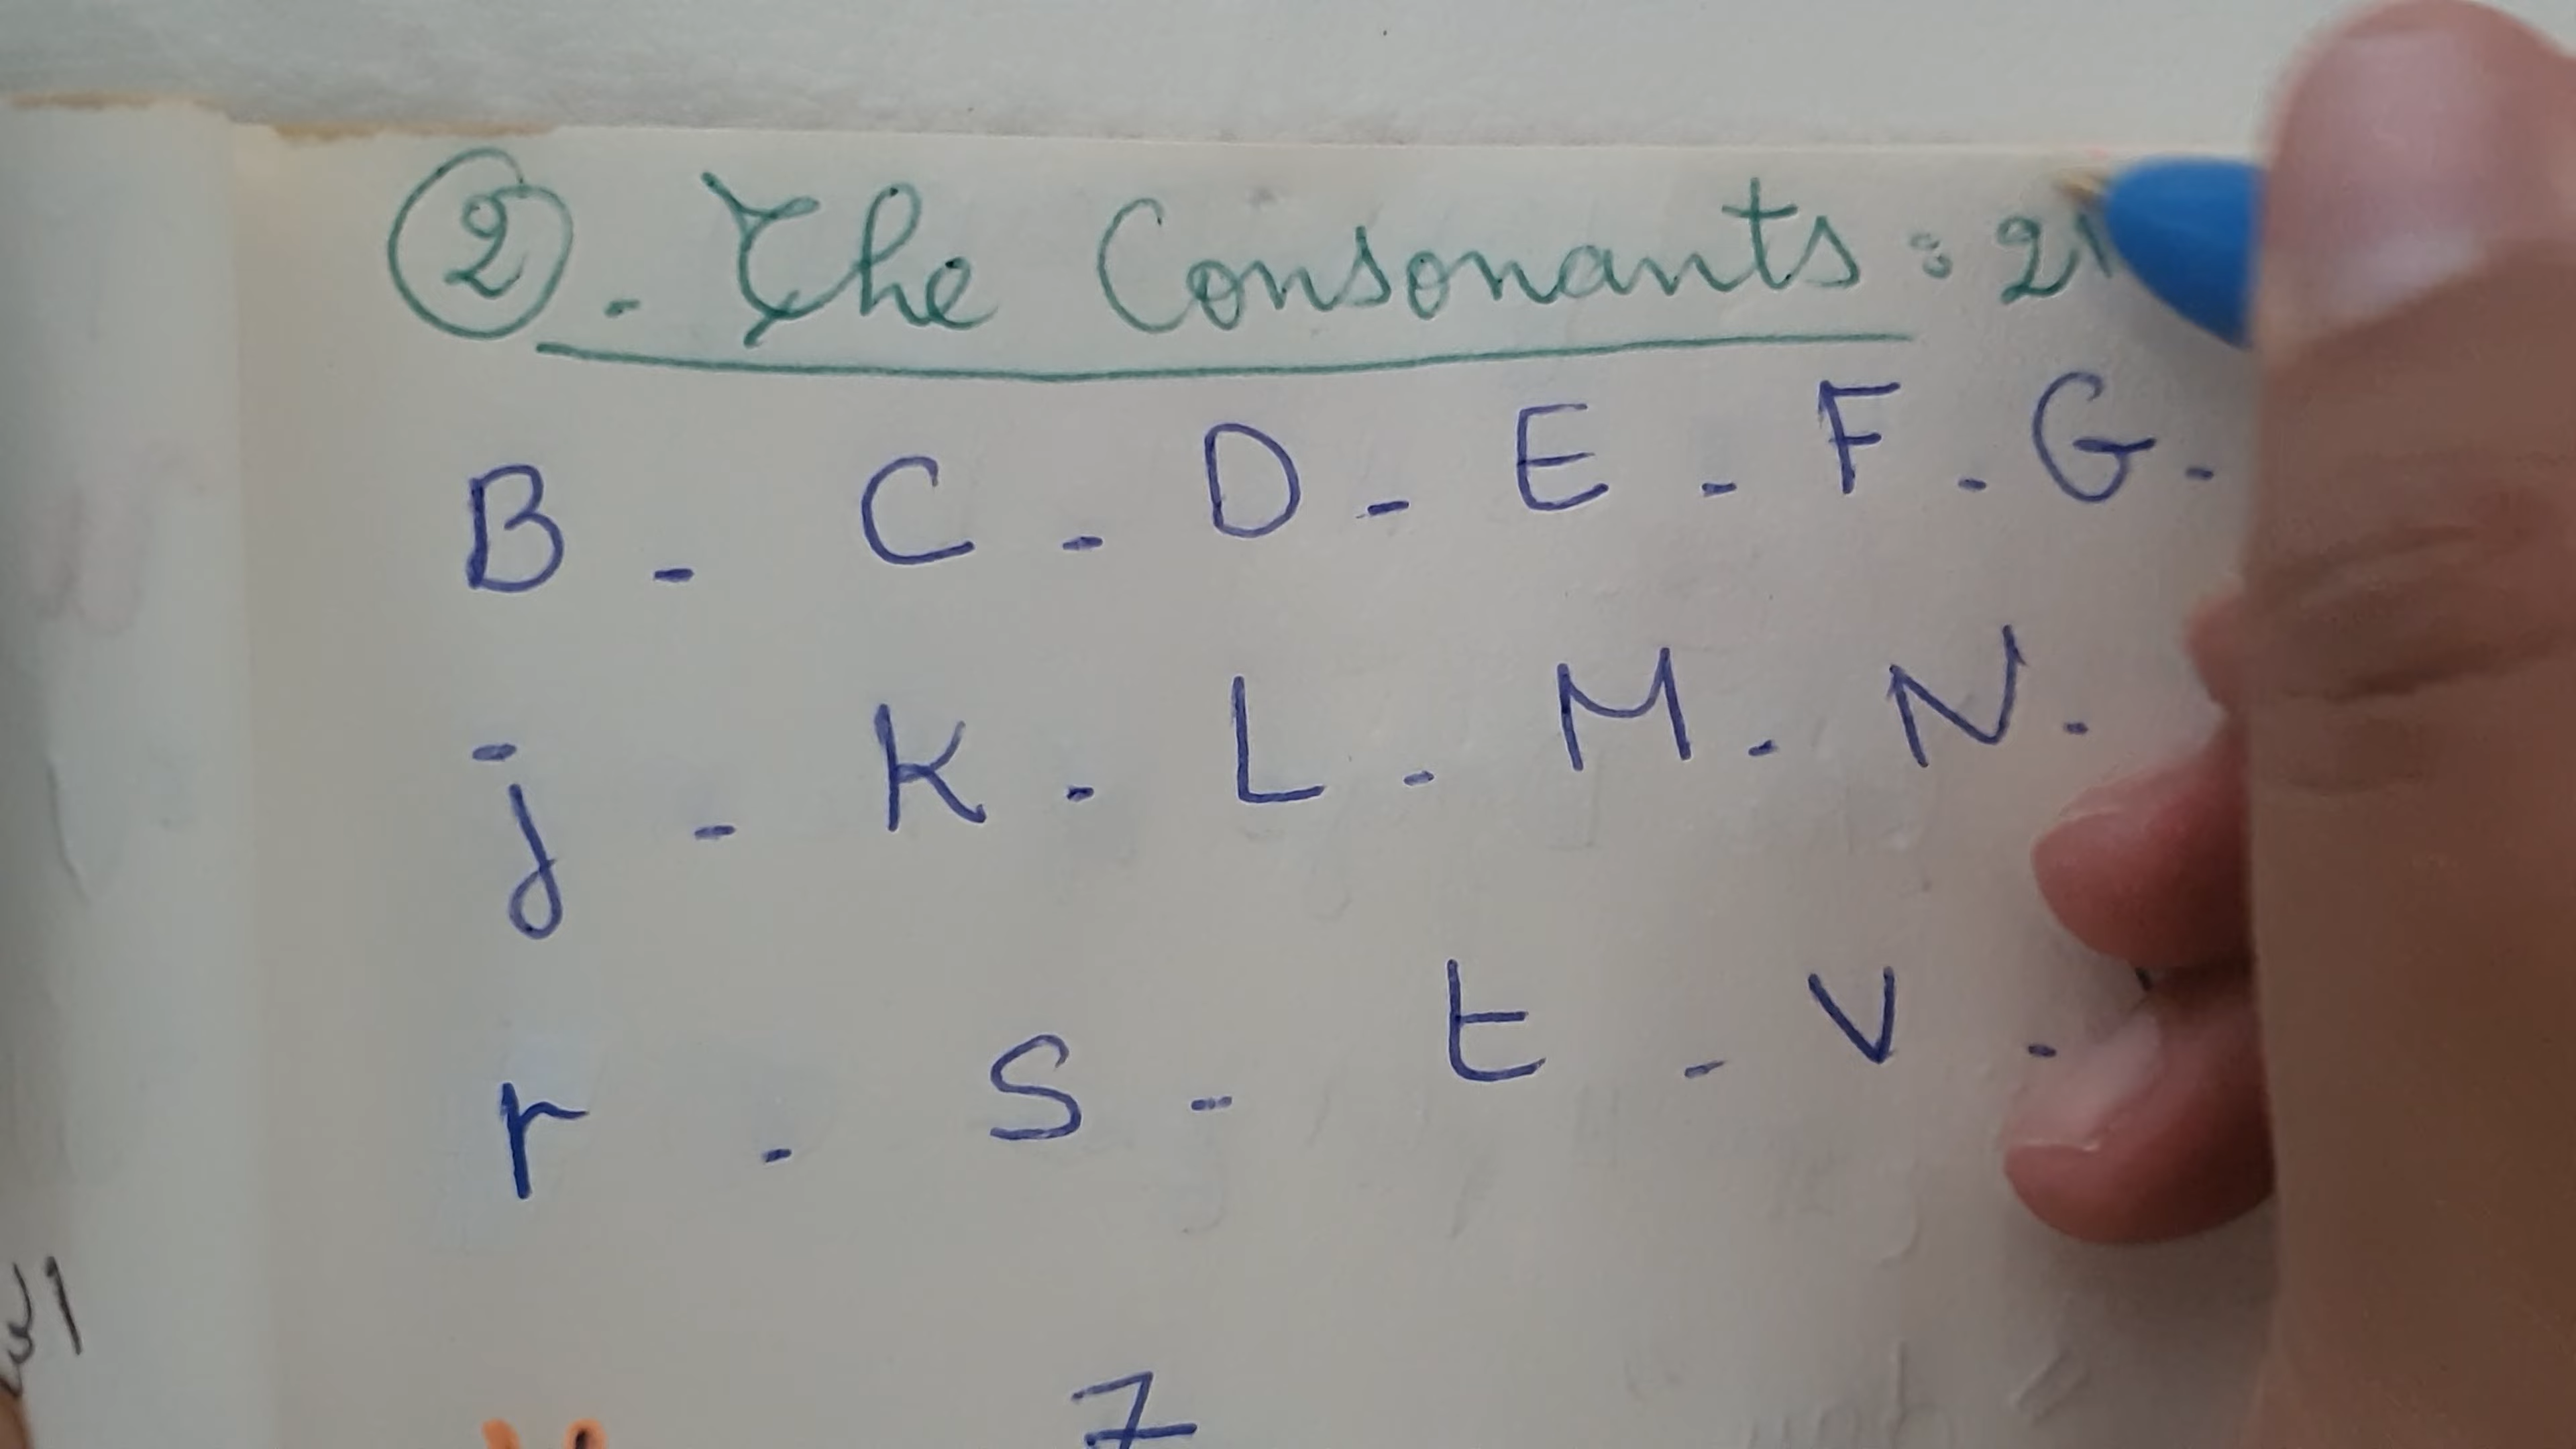 2. The Consonants: 21
B - C - D - E - F - G -
j - K - L - M - N -
r - S - t - V -
Z